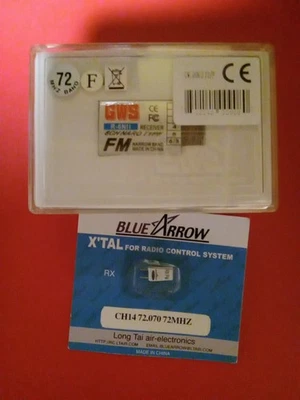 72
MHZ BAND
F
CE
GWS
CE
FC
RECEIVER
FM
MADE IN CHINA
BLUE ARROW
X'TAL FOR RADIO CONTROL SYSTEM
RX
CH14 72.070 72MHZ
Long Tai air-electronics
MADE IN CHINA